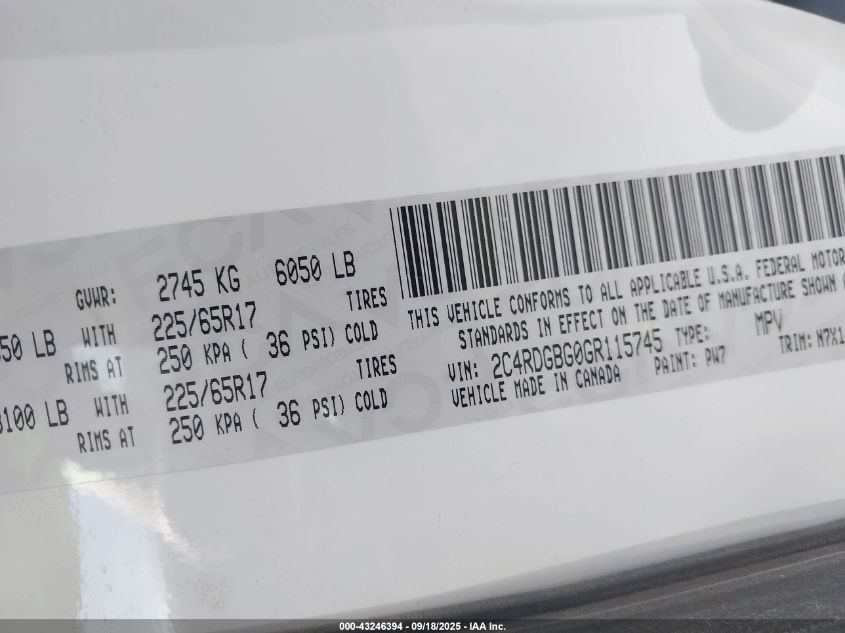 GVWR: 2745 KG 6050 LB
50 LB WITH 225/65R17 TIRES
RIMS AT 250 KPA ( 36 PSI) COLD
3100 LB WITH 225/65R17 TIRES
RIMS AT 250 KPA ( 36 PSI) COLD
THIS VEHICLE CONFORMS TO ALL APPLICABLE U.S.A. FEDERAL MOTOR
STANDARDS IN EFFECT ON THE DATE OF MANUFACTURE SHOWN
VIN: 2C4RDGBG0GR115745 TYPE: MPV
VEHICLE MADE IN CANADA PAINT: PW7 TRIM: N7X1
000-43246394 - 09/18/2025 - IAA Inc.